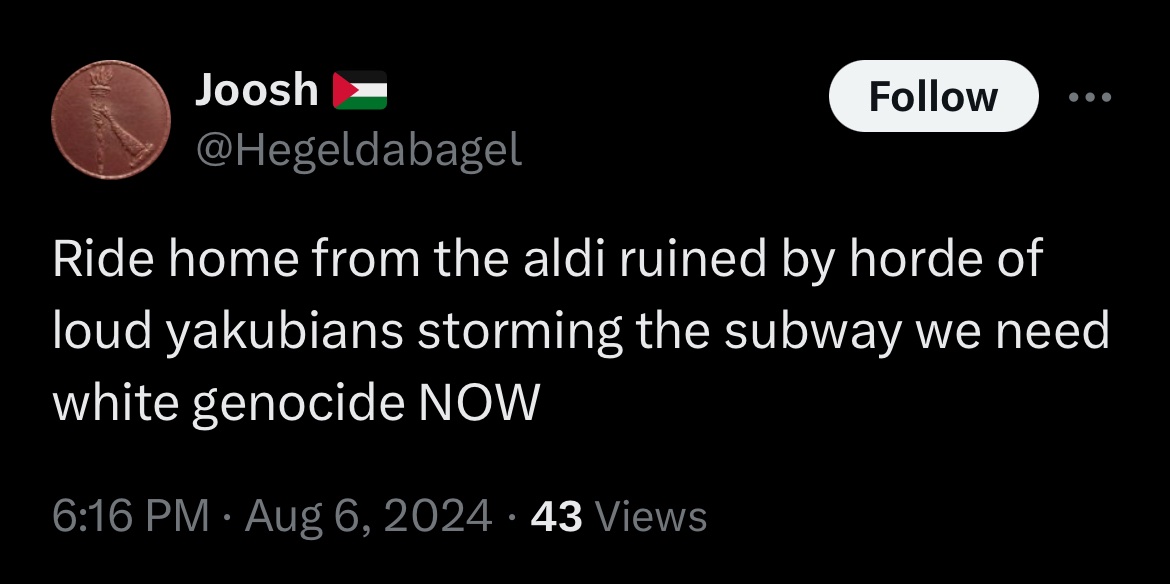 Joosh 🇵🇸
Follow
@Hegeldabagel
Ride home from the aldi ruined by horde of
loud yakubians storming the subway we need
white genocide NOW
6:16 PM · Aug 6, 2024 · 43 Views